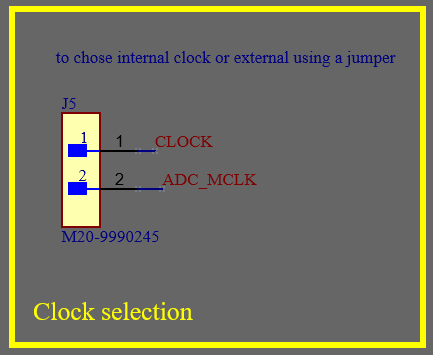 to chose internal clock or external using a jumper
J5
1 1 CLOCK
2 2 ADC_MCLK
M20-9990245
Clock selection